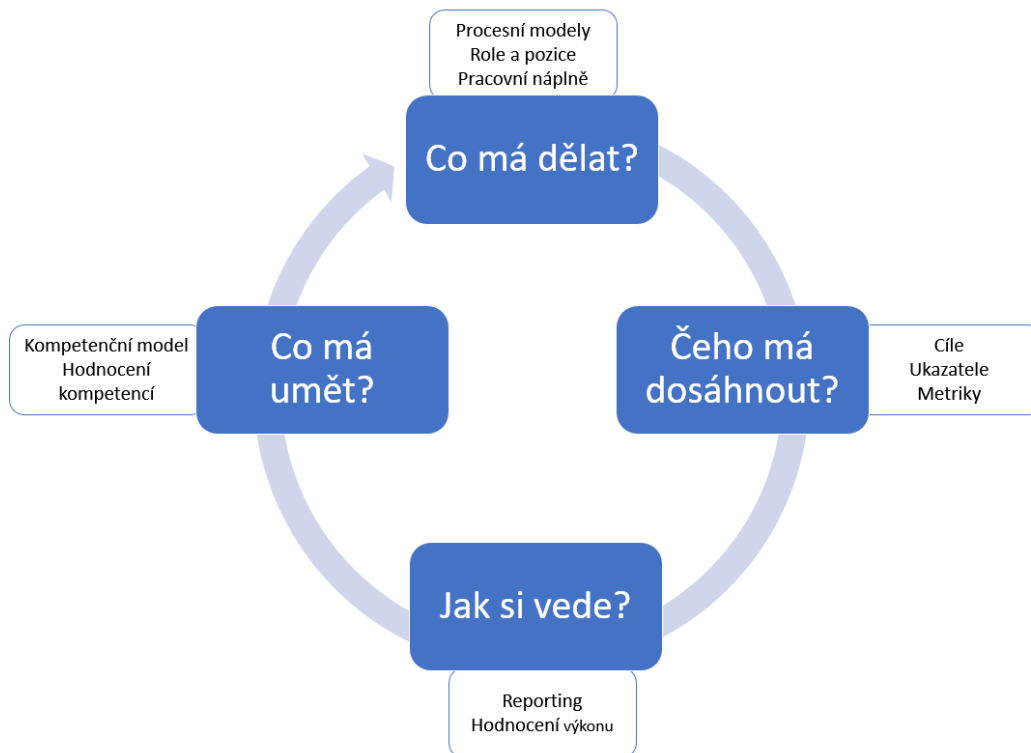 Procesní modely
Role a pozice
Pracovní náplně
Co má dělat?
Kompetenční model
Hodnocení
kompetencí
Co má
umět?
Čeho má
dosáhnout?
Cíle
Ukazatele
Metriky
Jak si vede?
Reporting
Hodnocení výkonu